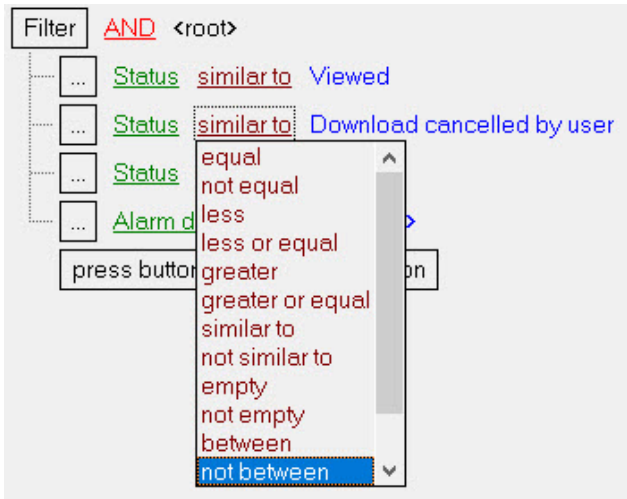 Filter AND <root>
... Status similar to Viewed
... Status similar to Download cancelled by user
... Status
... Alarm d >
press button on
equal
not equal
less
less or equal
greater
greater or equal
similar to
not similar to
empty
not empty
between
not between